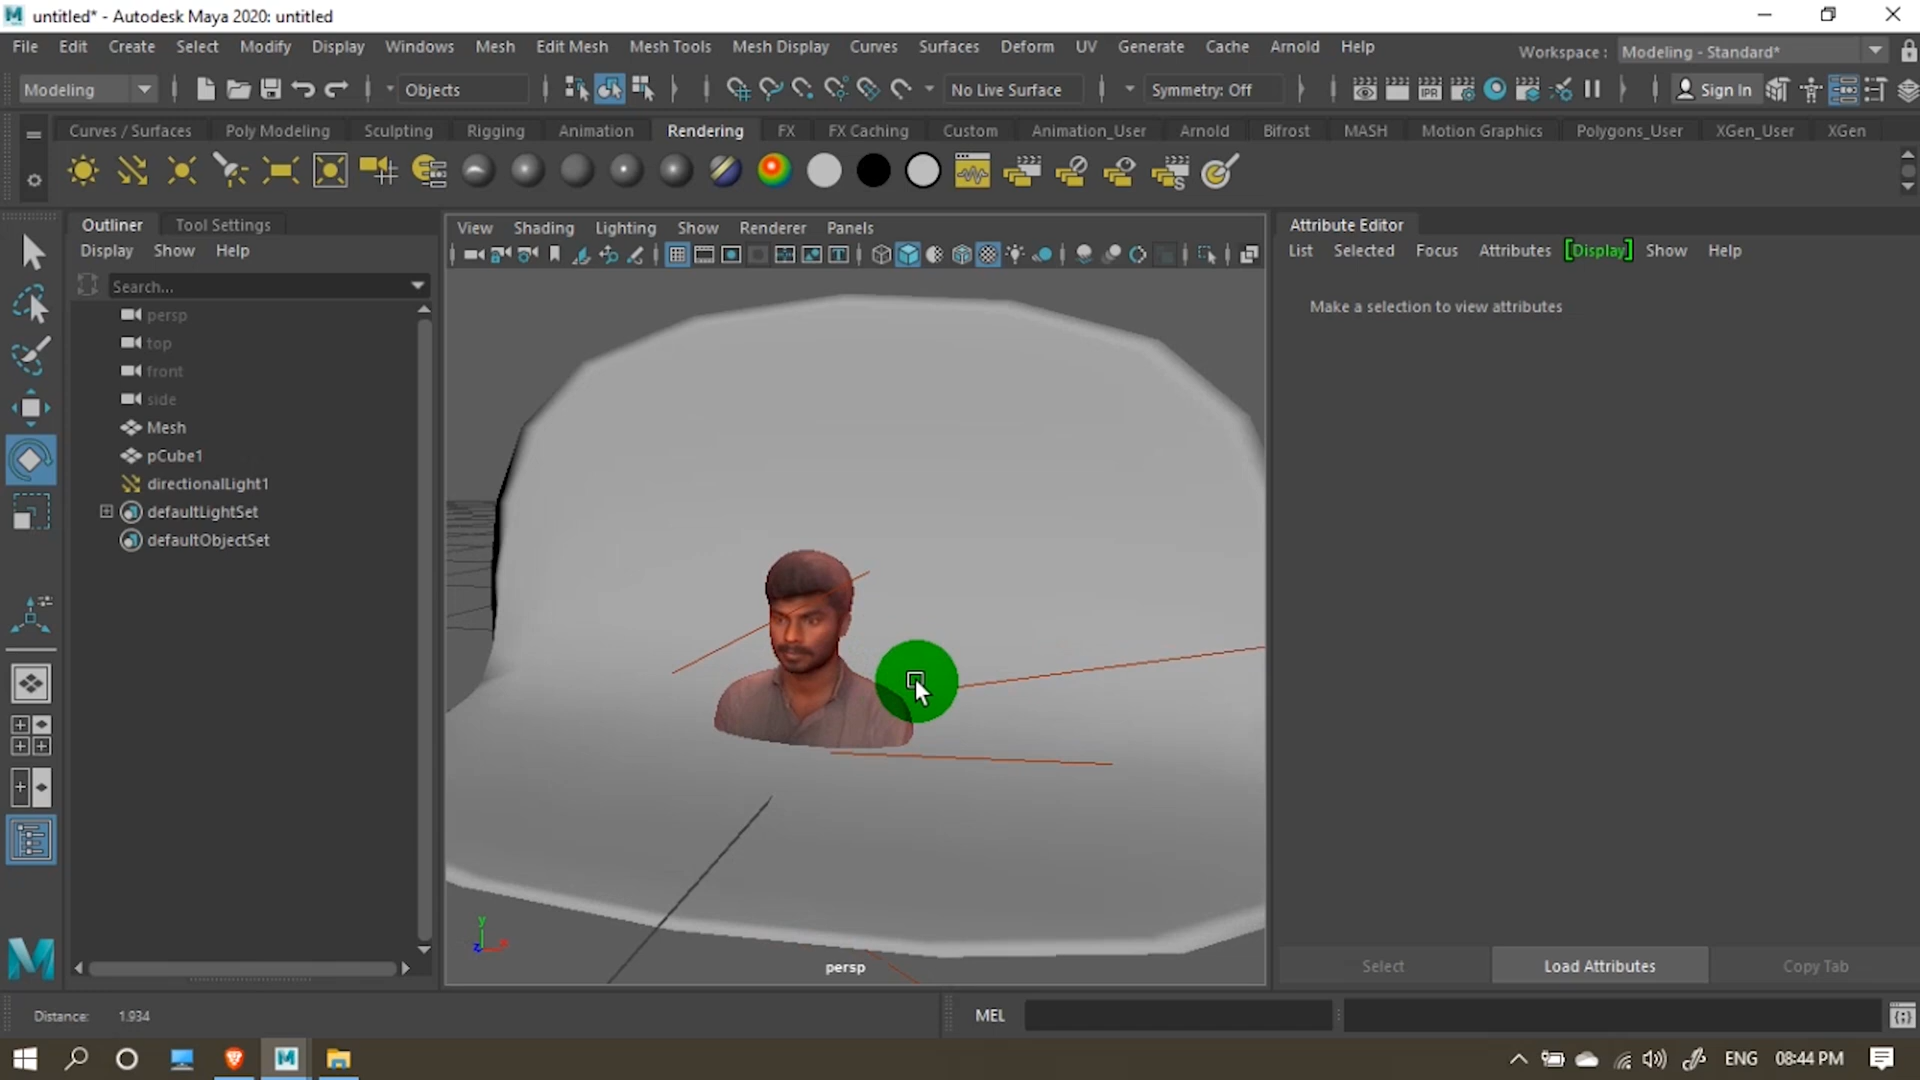 untitled* - Autodesk Maya 2020: untitled
File Edit Create Select Modify Display Windows Mesh Edit Mesh Mesh Tools Mesh Display Curves Surfaces Deform UV Generate Cache Arnold Help Workspace : Modeling - Standard*
Modeling Objects No Live Surface Symmetry: Off IPR Sign In
Curves / Surfaces Poly Modeling Sculpting Rigging Animation Rendering FX FX Caching Custom Animation_User Arnold Bifrost MASH Motion Graphics Polygons_User XGen_User XGen
Outliner Tool Settings
Display Show Help
Search...
persp
top
front
side
Mesh
pCube1
directionalLight1
defaultLightSet
defaultObjectSet
View Shading Lighting Show Renderer Panels
y
z x
persp
Attribute Editor
List Selected Focus Attributes [Display] Show Help
Make a selection to view attributes
Select Load Attributes Copy Tab
Distance: 1.934 MEL
ENG 08:44 PM